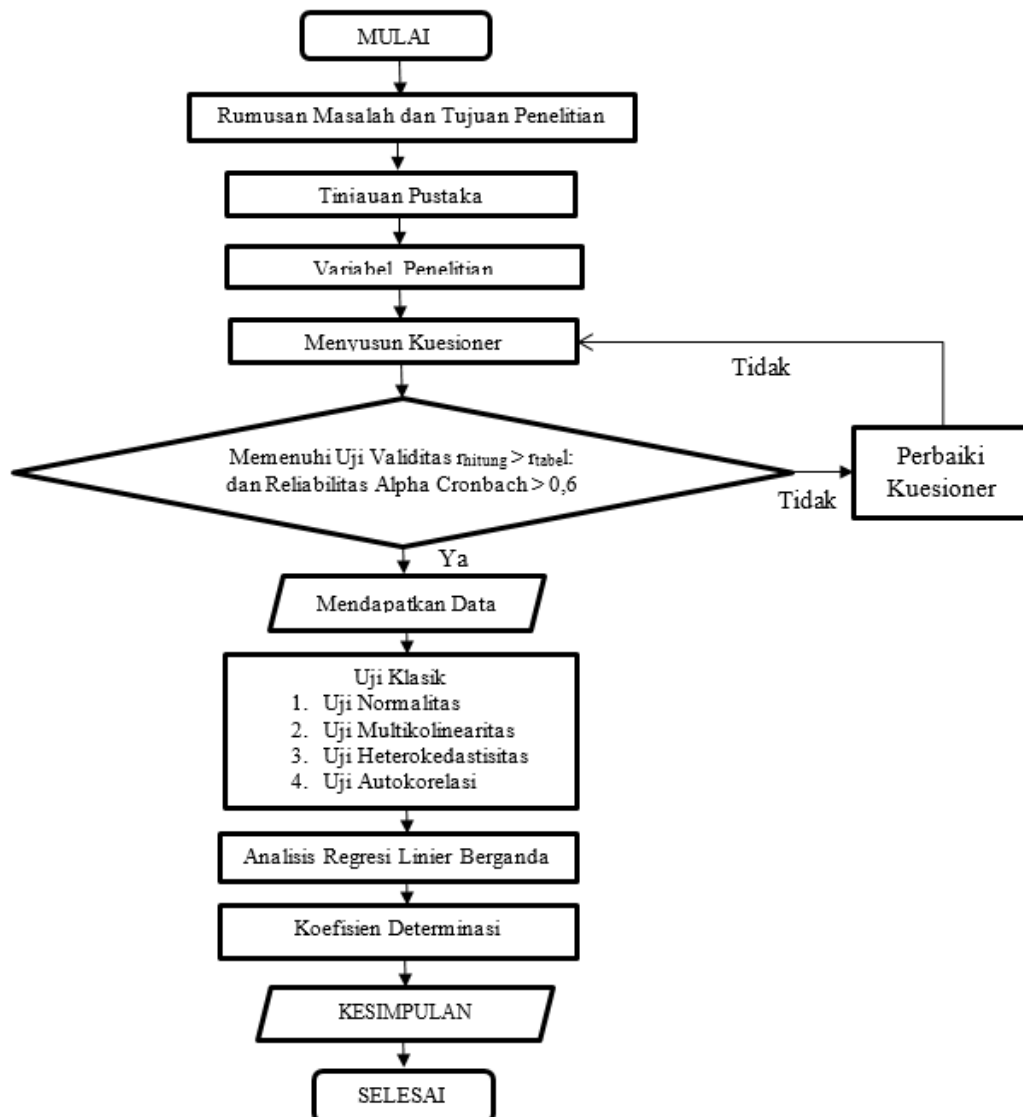 MULAI
Rumusan Masalah dan Tujuan Penelitian
Tinjauan Pustaka
Variabel Penelitian
Menyusun Kuesioner
Tidak
Memenuhi Uji Validitas rhitung > rtabel:
dan Reliabilitas Alpha Cronbach > 0,6
Tidak
Perbaiki
Kuesioner
Ya
Mendapatkan Data
Uji Klasik
1. Uji Normalitas
2. Uji Multikolinearitas
3. Uji Heterokedastisitas
4. Uji Autokorelasi
Analisis Regresi Linier Berganda
Koefisien Determinasi
KESIMPULAN
SELESAI